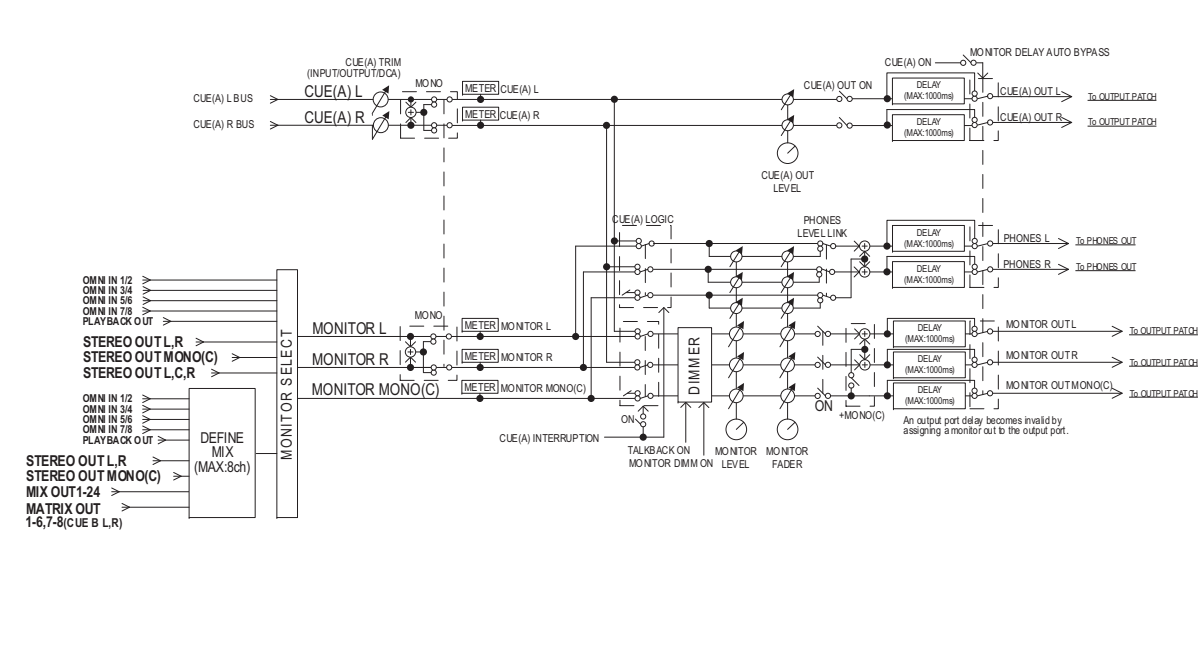 MONITOR DELAY AUTO BYPASS
CUE(A) ON
CUE(A) TRIM
(INPUT/OUTPUT/DCA)
MONO
CUE(A) L BUS
CUE(A) L
METER
CUE(A) L
CUE(A) OUT ON
DELAY
(MAX:1000ms)
CUE(A) OUT L
To OUTPUT PATCH
CUE(A) R BUS
CUE(A) R
METER
CUE(A) R
DELAY
(MAX:1000ms)
CUE(A) OUT R
To OUTPUT PATCH
CUE(A) OUT
LEVEL
CUE(A) LOGIC
PHONES
LEVEL LINK
DELAY
(MAX:1000ms)
PHONES L
To PHONES OUT
DELAY
(MAX:1000ms)
PHONES R
To PHONES OUT
OMNI IN 1/2
OMNI IN 3/4
OMNI IN 5/6
OMNI IN 7/8
PLAYBACK OUT
STEREO OUT L,R
STEREO OUT MONO(C)
STEREO OUT L,C,R
OMNI IN 1/2
OMNI IN 3/4
OMNI IN 5/6
OMNI IN 7/8
PLAYBACK OUT
STEREO OUT L,R
STEREO OUT MONO(C)
MIX OUT1-24
MATRIX OUT
1-6,7-8(CUE B L,R)
DEFINE
MIX
(MAX:8ch)
MONITOR SELECT
MONO
MONITOR L
METER
MONITOR L
MONITOR R
METER
MONITOR R
MONITOR MONO(C)
METER
MONITOR MONO(C)
DIMMER
DELAY
(MAX:1000ms)
MONITOR OUT L
To OUTPUT PATCH
DELAY
(MAX:1000ms)
MONITOR OUT R
To OUTPUT PATCH
DELAY
(MAX:1000ms)
MONITOR OUT MONO(C)
To OUTPUT PATCH
ON
ON
+MONO(C)
CUE(A) INTERRUPTION
TALKBACK ON
MONITOR DIMM ON
MONITOR
LEVEL
MONITOR
FADER
An output port delay becomes invalid by
assigning a monitor out to the output port.